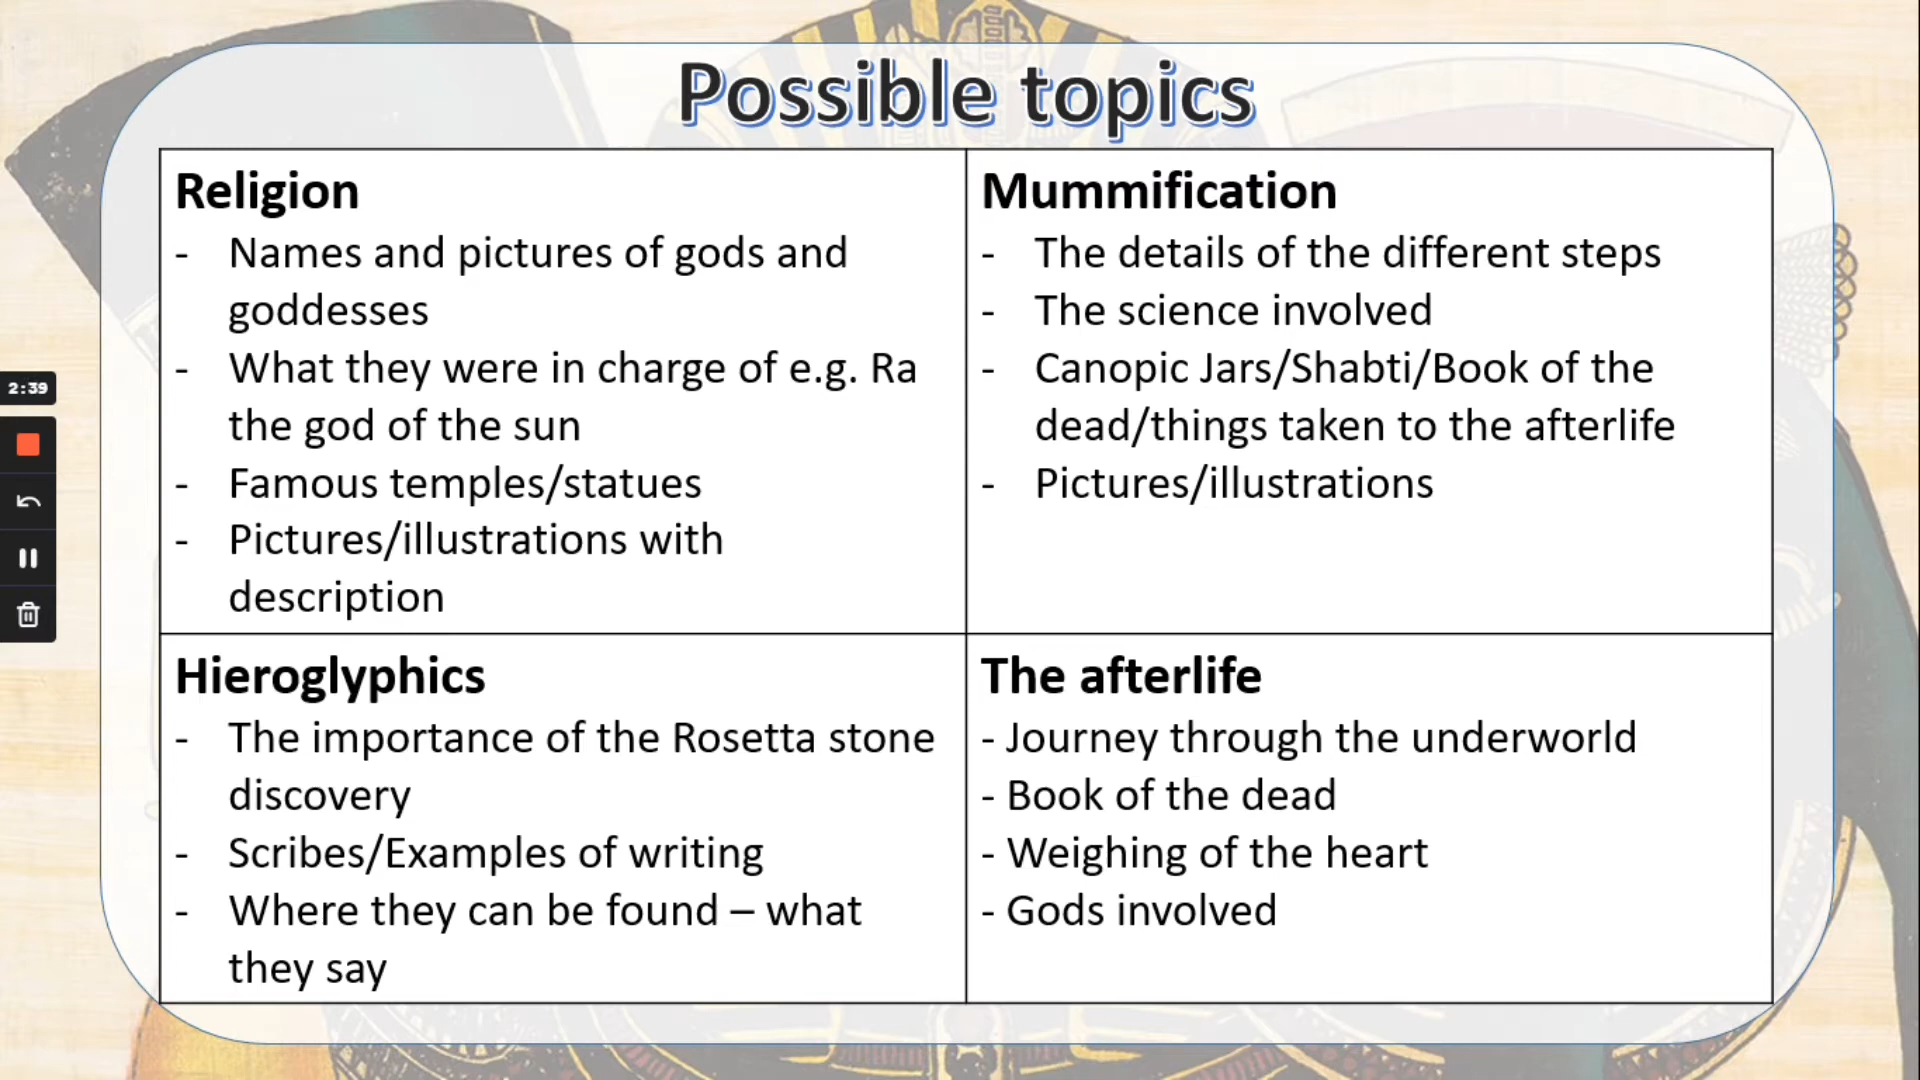 Possible topics
Religion
- Names and pictures of gods and
goddesses
- What they were in charge of e.g. Ra
the god of the sun
- Famous temples/statues
- Pictures/illustrations with
description
Mummification
- The details of the different steps
- The science involved
- Canopic Jars/Shabti/Book of the
dead/things taken to the afterlife
- Pictures/illustrations
Hieroglyphics
- The importance of the Rosetta stone
discovery
- Scribes/Examples of writing
- Where they can be found – what
they say
The afterlife
- Journey through the underworld
- Book of the dead
- Weighing of the heart
- Gods involved
2:39